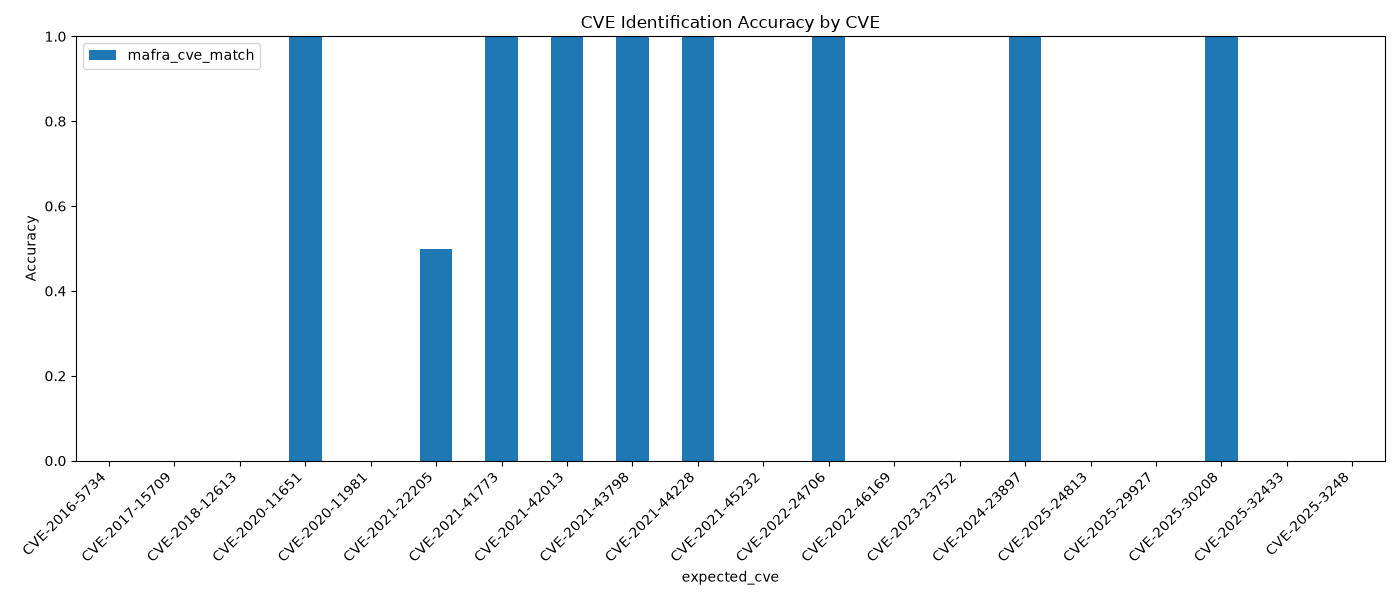 CVE Identification Accuracy by CVE
mafra_cve_match
1.0
0.8
0.6
0.4
0.2
0.0
Accuracy
CVE-2016-5734
CVE-2017-15709
CVE-2018-12613
CVE-2020-11651
CVE-2020-11981
CVE-2021-22205
CVE-2021-41773
CVE-2021-42013
CVE-2021-43798
CVE-2021-44228
CVE-2021-45232
CVE-2022-24706
CVE-2022-46169
CVE-2023-23752
CVE-2024-23897
CVE-2025-24813
CVE-2025-29927
CVE-2025-30208
CVE-2025-32433
CVE-2025-3248
expected_cve